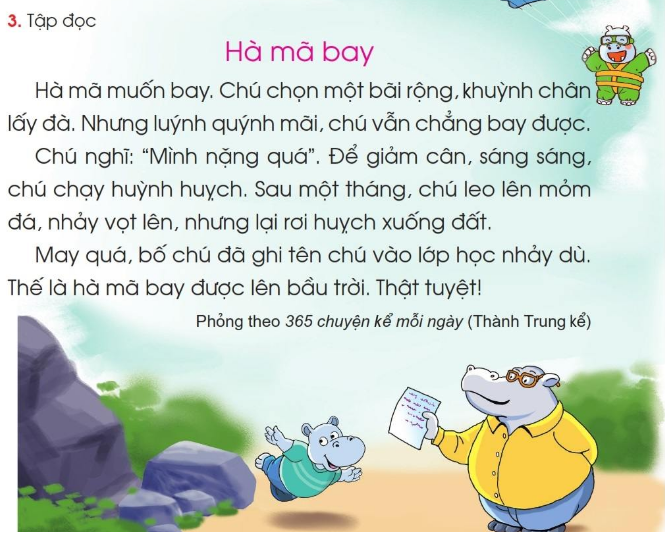 3. Tập đọc
Hà mã bay
Hà mã muốn bay. Chú chọn một bãi rộng, khuỳnh chân
lấy đà. Nhưng luýnh quýnh mãi, chú vẫn chẳng bay được.
Chú nghĩ: “Mình nặng quá”. Để giảm cân, sáng sáng,
chú chạy huỳnh huỵch. Sau một tháng, chú leo lên mỏm
đá, nhảy vọt lên, nhưng lại rơi huỵch xuống đất.
May quá, bố chú đã ghi tên chú vào lớp học nhảy dù.
Thế là hà mã bay được lên bầu trời. Thật tuyệt!
Phỏng theo 365 chuyện kể mỗi ngày (Thành Trung kể)